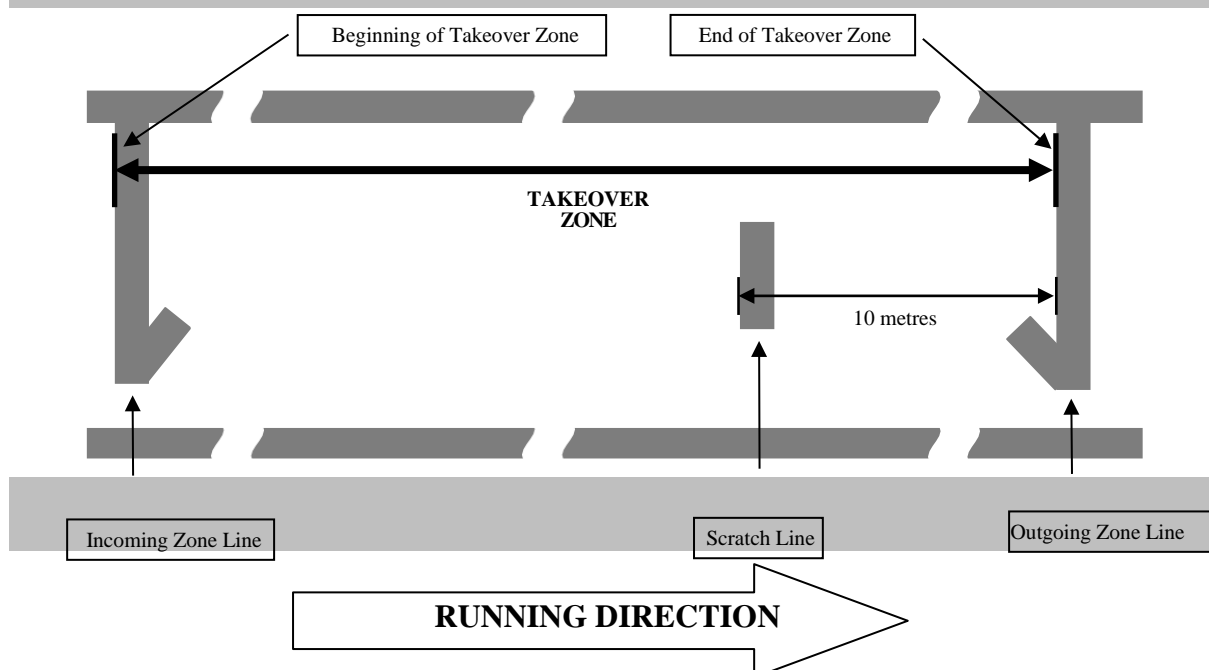 Beginning of Takeover Zone
End of Takeover Zone
TAKEOVER
ZONE
10 metres
Incoming Zone Line
Scratch Line
Outgoing Zone Line
RUNNING DIRECTION